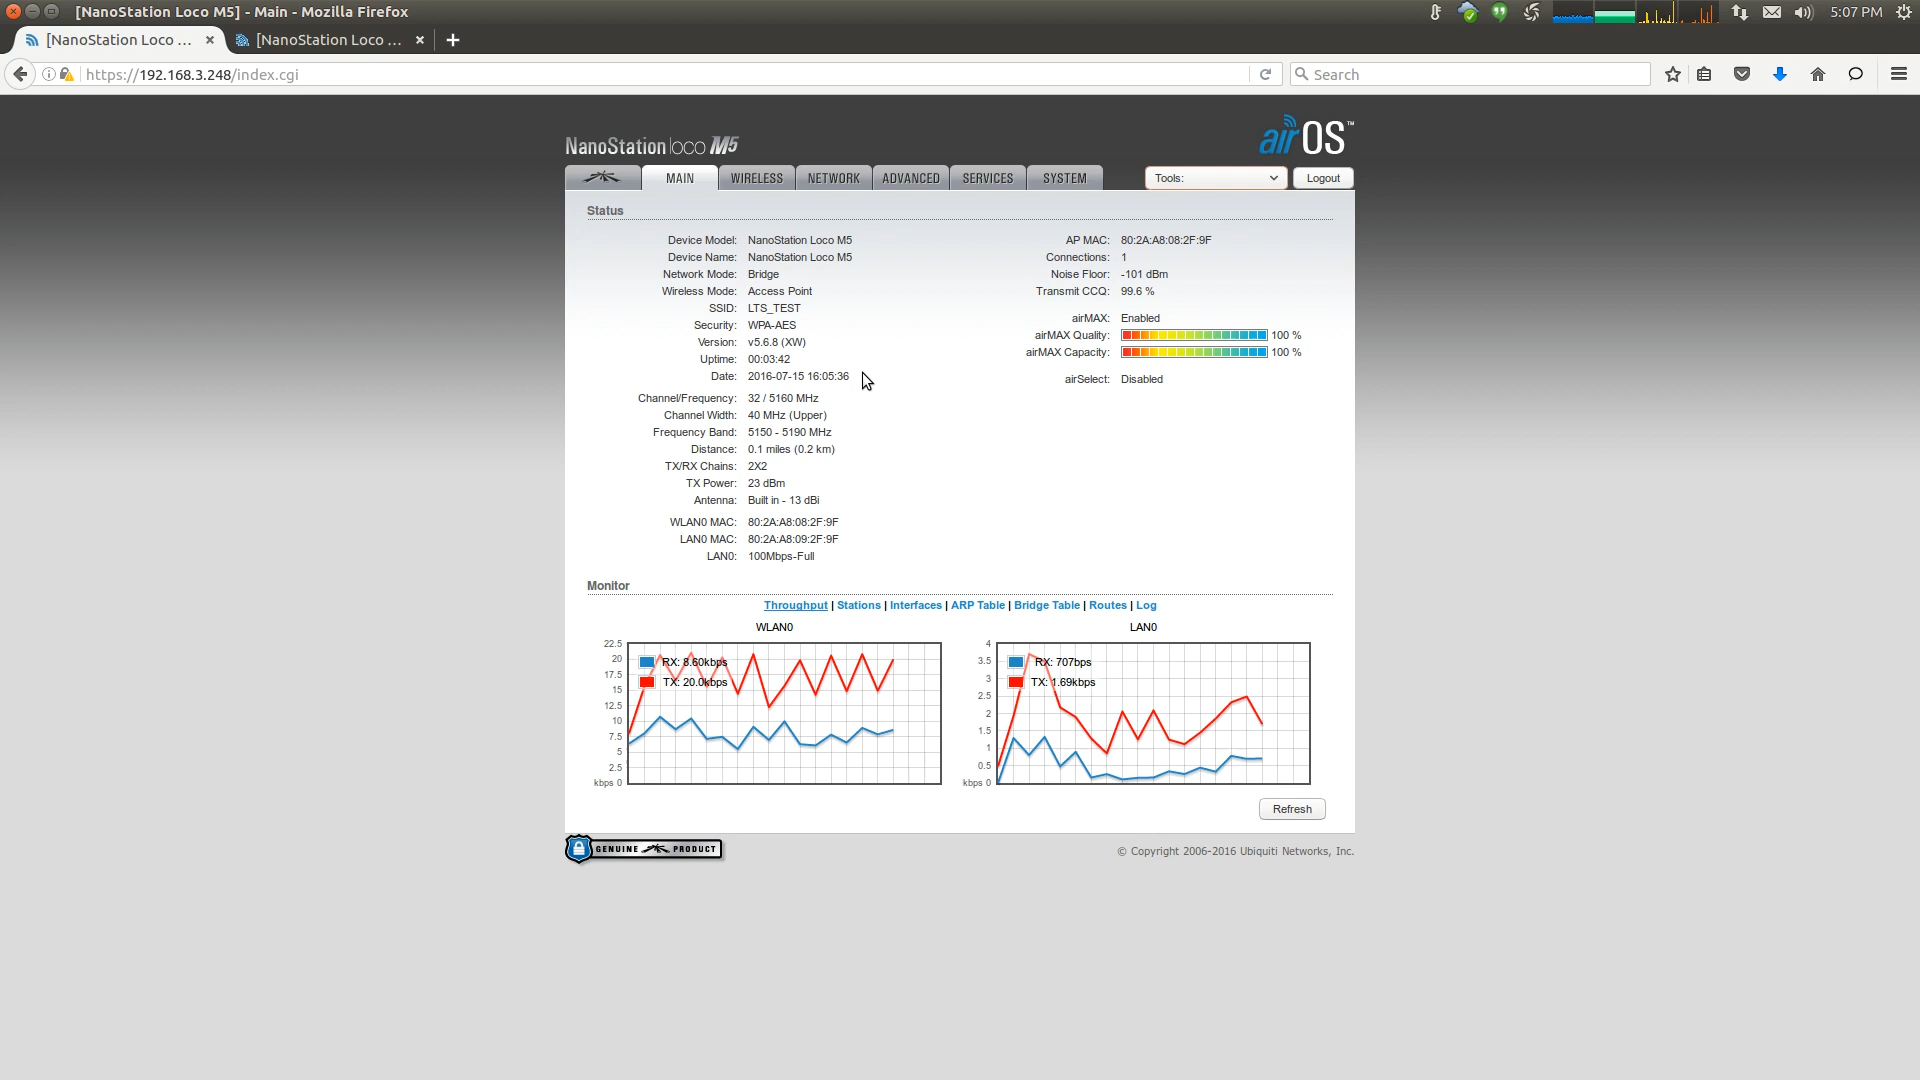 [NanoStation Loco M5] - Main - Mozilla Firefox
5:07 PM
[NanoStation Loco ... × [NanoStation Loco ... × +
https://192.168.3.248/index.cgi
Search
NanoStation loco M5
airOS™
MAIN WIRELESS NETWORK ADVANCED SERVICES SYSTEM Tools: Logout
Status
Device Model: NanoStation Loco M5
Device Name: NanoStation Loco M5
Network Mode: Bridge
Wireless Mode: Access Point
SSID: LTS_TEST
Security: WPA-AES
Version: v5.6.8 (XW)
Uptime: 00:03:42
Date: 2016-07-15 16:05:36
Channel/Frequency: 32 / 5160 MHz
Channel Width: 40 MHz (Upper)
Frequency Band: 5150 - 5190 MHz
Distance: 0.1 miles (0.2 km)
TX/RX Chains: 2X2
TX Power: 23 dBm
Antenna: Built in - 13 dBi
WLAN0 MAC: 80:2A:A8:08:2F:9F
LAN0 MAC: 80:2A:A8:09:2F:9F
LAN0: 100Mbps-Full
AP MAC: 80:2A:A8:08:2F:9F
Connections: 1
Noise Floor: -101 dBm
Transmit CCQ: 99.6 %
airMAX: Enabled
airMAX Quality: 100 %
airMAX Capacity: 100 %
airSelect: Disabled
Monitor
Throughput | Stations | Interfaces | ARP Table | Bridge Table | Routes | Log
WLAN0
22.5
20
17.5
15
12.5
10
7.5
5
2.5
kbps 0
RX: 8.60kbps
TX: 20.0kbps
LAN0
4
3.5
3
2.5
2
1.5
1
0.5
kbps 0
RX: 707bps
TX: 1.69kbps
Refresh
GENUINE PRODUCT
© Copyright 2006-2016 Ubiquiti Networks, Inc.